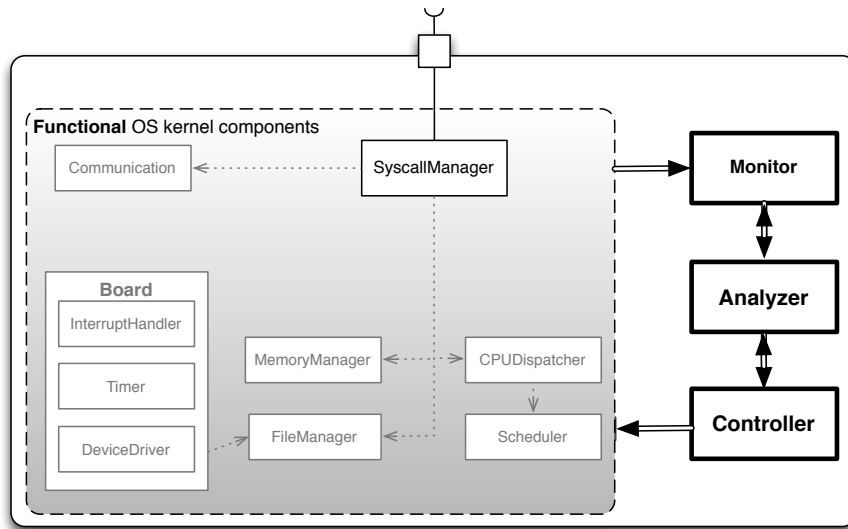 Functional OS kernel components
Communication
SyscallManager
Monitor
Board
InterruptHandler
Analyzer
MemoryManager
CPUDispatcher
Timer
Controller
DeviceDriver
FileManager
Scheduler